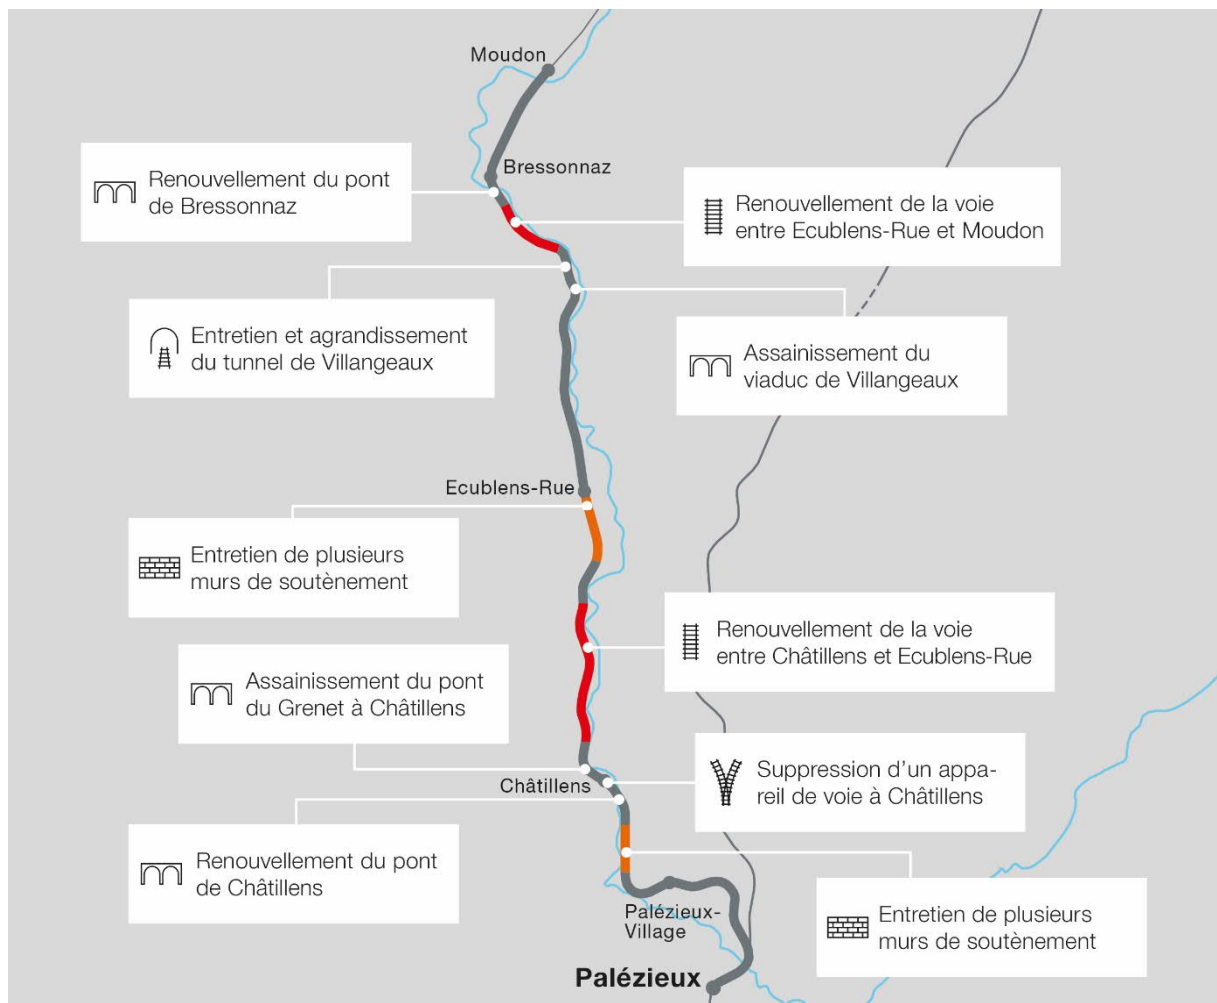 Moudon
Bressonnaz
Renouvellement du pont
de Bressonnaz
Renouvellement de la voie
entre Ecublens-Rue et Moudon
Entretien et agrandissement
du tunnel de Villangeaux
Assainissement du
viaduc de Villangeaux
Ecublens-Rue
Entretien de plusieurs
murs de soutènement
Renouvellement de la voie
entre Châtillens et Ecublens-Rue
Assainissement du pont
du Grenet à Châtillens
Châtillens
Suppression d'un appa-
reil de voie à Châtillens
Renouvellement du pont
de Châtillens
Palézieux-
Village
Entretien de plusieurs
murs de soutènement
Palézieux